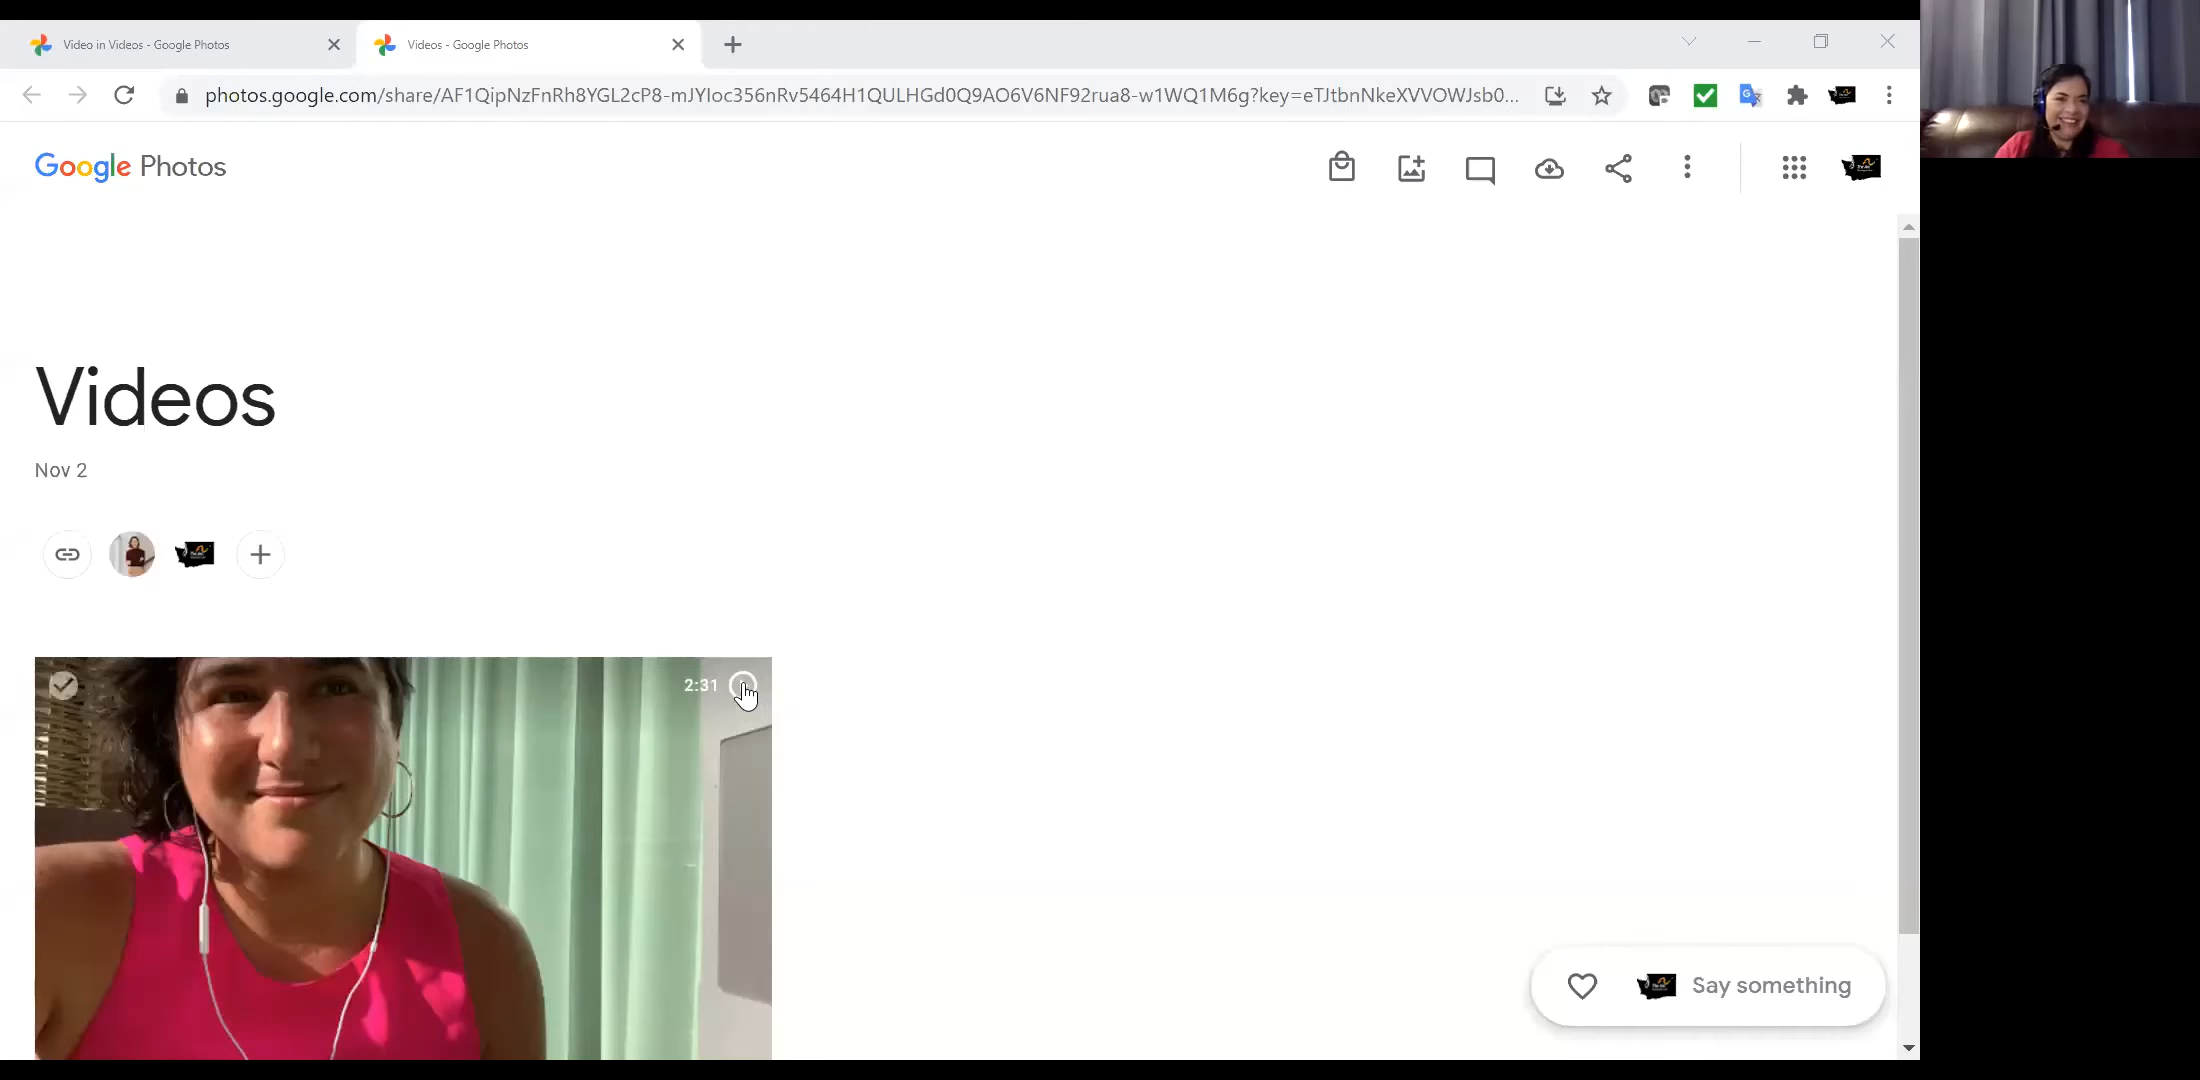 Video in Videos - Google Photos
Videos - Google Photos
photos.google.com/share/AF1QipNzFnRh8YGL2cP8-mJYIoc356nRv5464H1QULHGd0Q9AO6V6NF92rua8-w1WQ1M6g?key=eTJtbnNkeXVVOWJsb0...
Google Photos
Videos
Nov 2
2:31
Say something